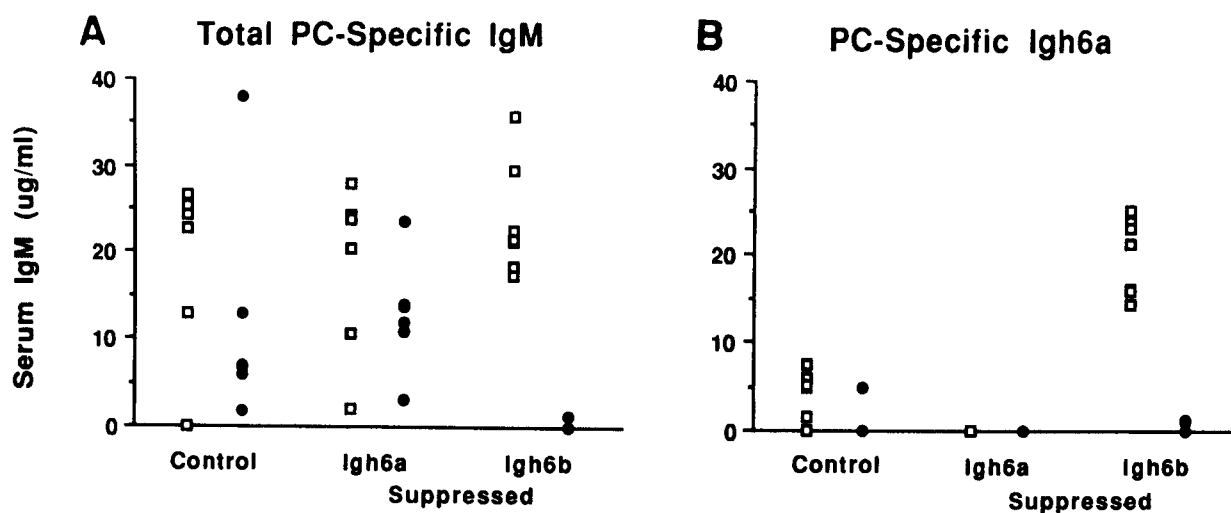 A Total PC-Specific IgM
Serum IgM (ug/ml)
40
30
20
10
0
Control Igh6a Igh6b
Suppressed
B PC-Specific Igh6a
40
30
20
10
0
Control Igh6a Igh6b
Suppressed